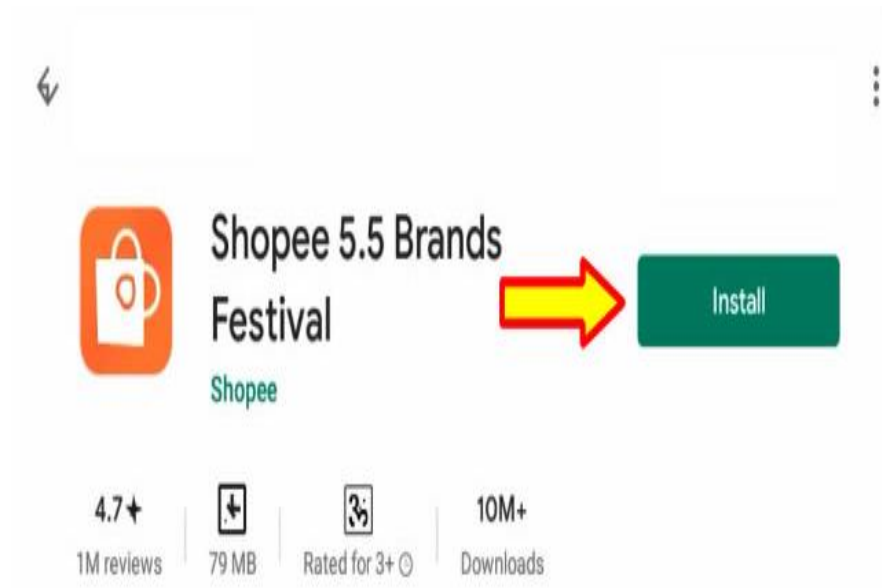 Shopee 5.5 Brands
Festival
Install
Shopee
4.7
1M reviews
79 MB
Rated for 3+
10M+
Downloads